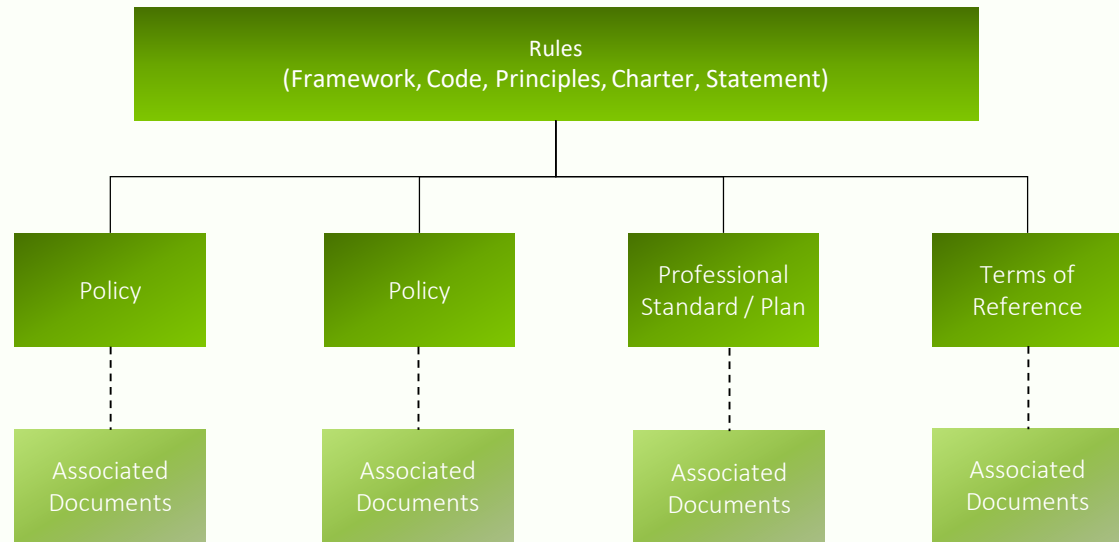 Rules
(Framework, Code, Principles, Charter, Statement)
Policy
Policy
Professional
Standard / Plan
Terms of
Reference
Associated
Documents
Associated
Documents
Associated
Documents
Associated
Documents